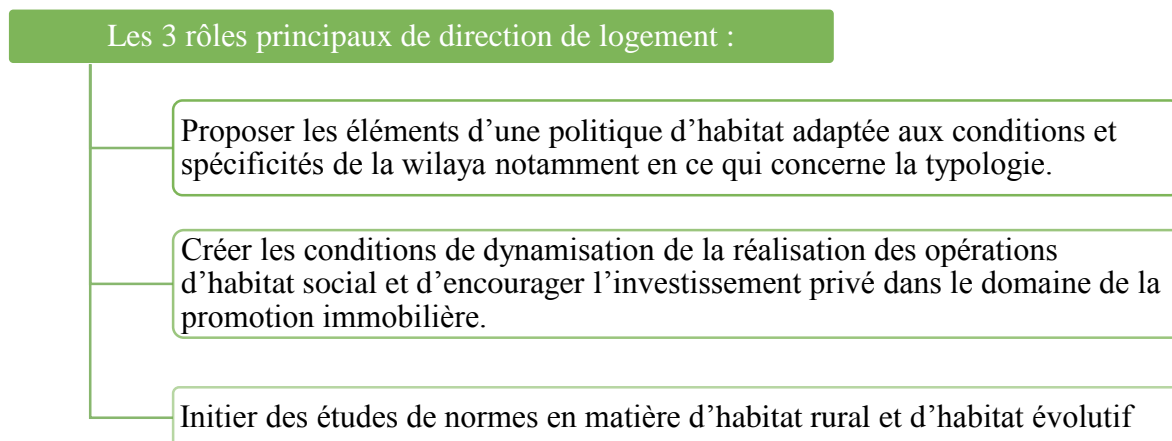 Les 3 rôles principaux de direction de logement :
Proposer les éléments d’une politique d’habitat adaptée aux conditions et
spécificités de la wilaya notamment en ce qui concerne la typologie.
Créer les conditions de dynamisation de la réalisation des opérations
d’habitat social et d’encourager l’investissement privé dans le domaine de la
promotion immobilière.
Initier des études de normes en matière d’habitat rural et d’habitat évolutif